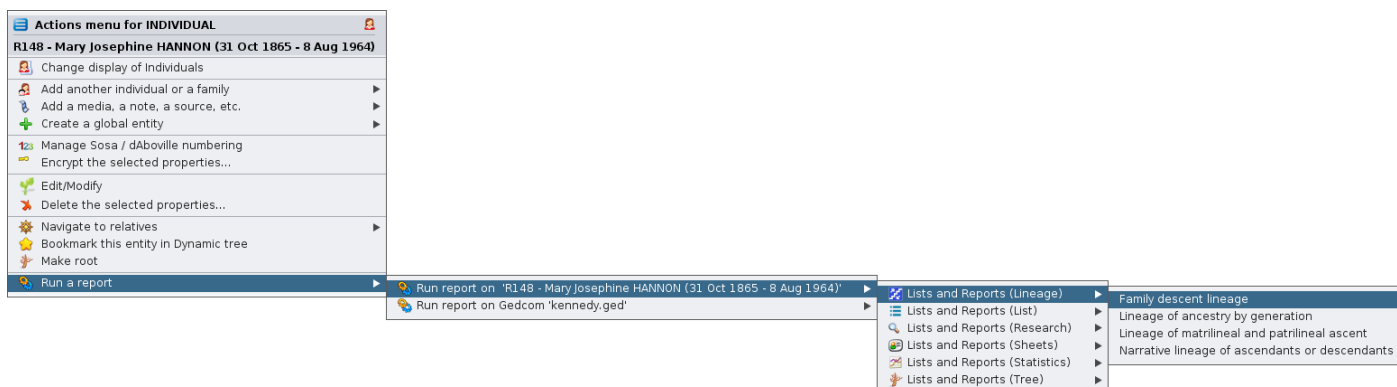 Actions menu for INDIVIDUAL
R148 - Mary Josephine HANNON (31 Oct 1865 - 8 Aug 1964)
Change display of Individuals
Add another individual or a family
Add a media, a note, a source, etc.
Create a global entity
123 Manage Sosa / dAboville numbering
Encrypt the selected properties...
Edit/Modify
Delete the selected properties...
Navigate to relatives
Bookmark this entity in Dynamic tree
Make root
Run a report
Run report on 'R148 - Mary Josephine HANNON (31 Oct 1865 - 8 Aug 1964)'
Run report on Gedcom 'kennedy.ged'
Lists and Reports (Lineage)
Lists and Reports (List)
Lists and Reports (Research)
Lists and Reports (Sheets)
Lists and Reports (Statistics)
Lists and Reports (Tree)
Family descent lineage
Lineage of ancestry by generation
Lineage of matrilineal and patrilineal ascent
Narrative lineage of ascendants or descendants